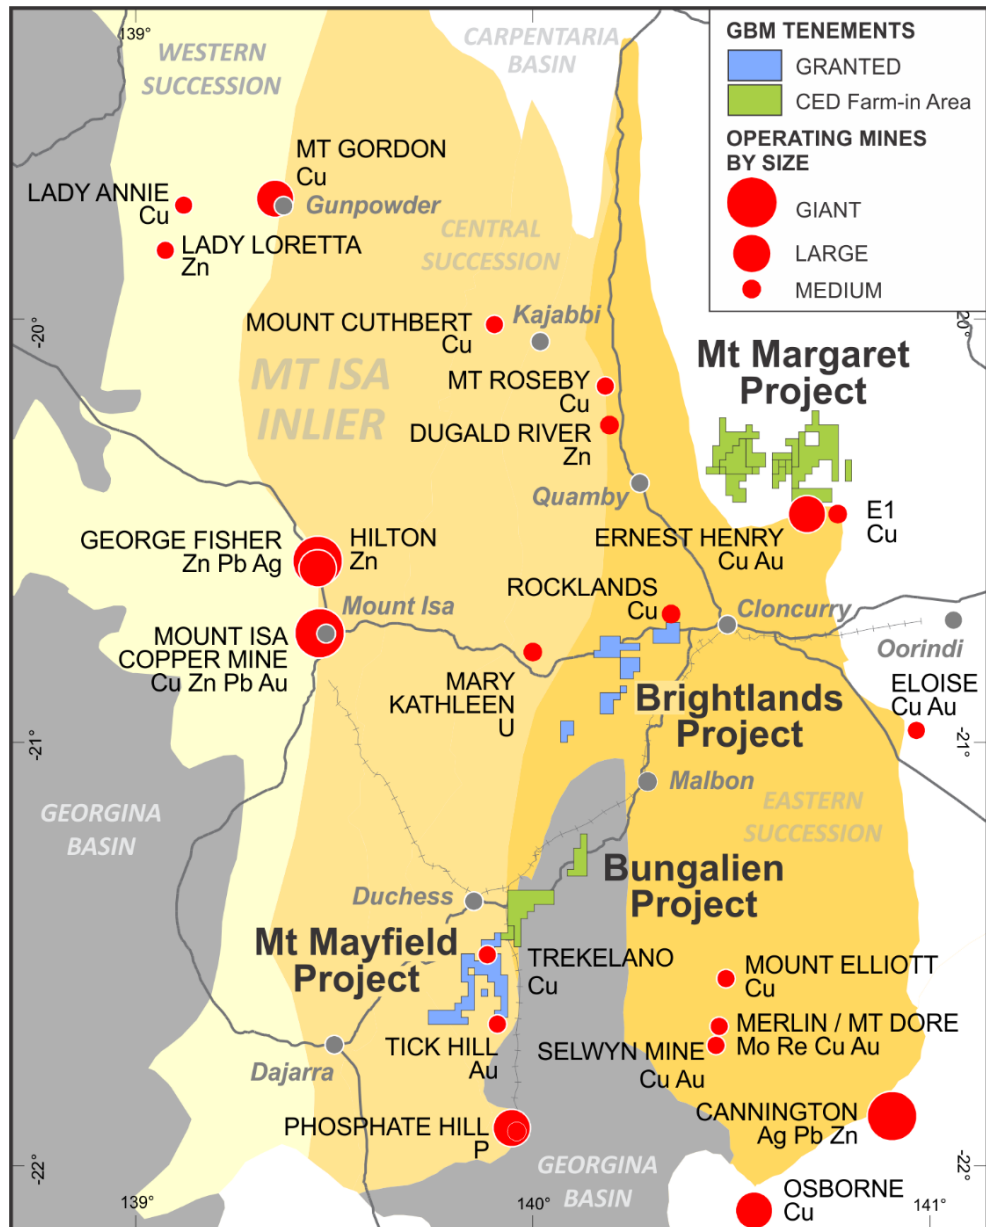 139°
WESTERN
SUCCESSION
CARPENTARIA
BASIN
GBM TENEMENTS
GRANTED
CED Farm-in Area
OPERATING MINES
BY SIZE
GIANT
LARGE
MEDIUM
MT GORDON
Cu
LADY ANNIE
Cu
Gunpowder
LADY LORETTA
Zn
CENTRAL
SUCCESSION
Kajabbi
MOUNT CUTHBERT
Cu
-20°
20°
MT ISA
INLIER
MT ROSEBY
Cu
DUGALD RIVER
Zn
Mt Margaret
Project
Quamby
E1
Cu
ERNEST HENRY
Cu Au
GEORGE FISHER
Zn Pb Ag
HILTON
Zn
ROCKLANDS
Cu
Mount Isa
Cloncurry
MOUNT ISA
COPPER MINE
Cu Zn Pb Au
Oorindi
MARY
KATHLEEN
U
ELOISE
Cu Au
Brightlands
Project
-21°
-21°
Malbon
GEORGINA
BASIN
EASTERN
SUCCESSION
Bungalien
Project
Duchess
Mt Mayfield
Project
TREKELANO
Cu
MOUNT ELLIOTT
Cu
MERLIN / MT DORE
Mo Re Cu Au
TICK HILL
Au
SELWYN MINE
Cu Au
Dajarra
CANNINGTON
Ag Pb Zn
PHOSPHATE HILL
P
GEORGINA
BASIN
-22°
-22°
OSBORNE
Cu
139°
140°
141°